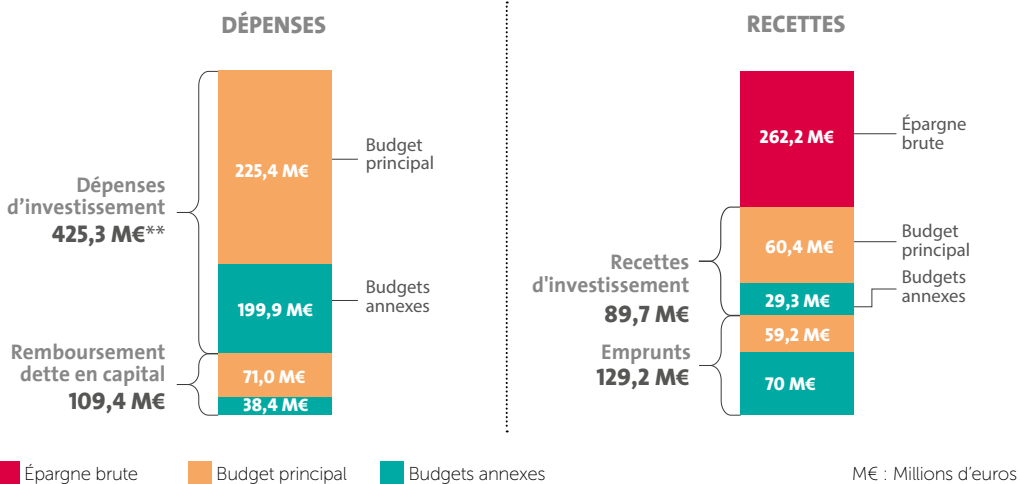 DÉPENSES
225,4 M€
Budget
principal
Dépenses
d’investissement
425,3 M€**
199,9 M€
Budgets
annexes
Remboursement
dette en capital
109,4 M€
71,0 M€
38,4 M€
RECETTES
262,2 M€
Épargne
brute
60,4 M€
Budget
principal
Recettes
d'investissement
89,7 M€
29,3 M€
Budgets
annexes
Emprunts
129,2 M€
59,2 M€
70 M€
Épargne brute
Budget principal
Budgets annexes
M€ : Millions d’euros